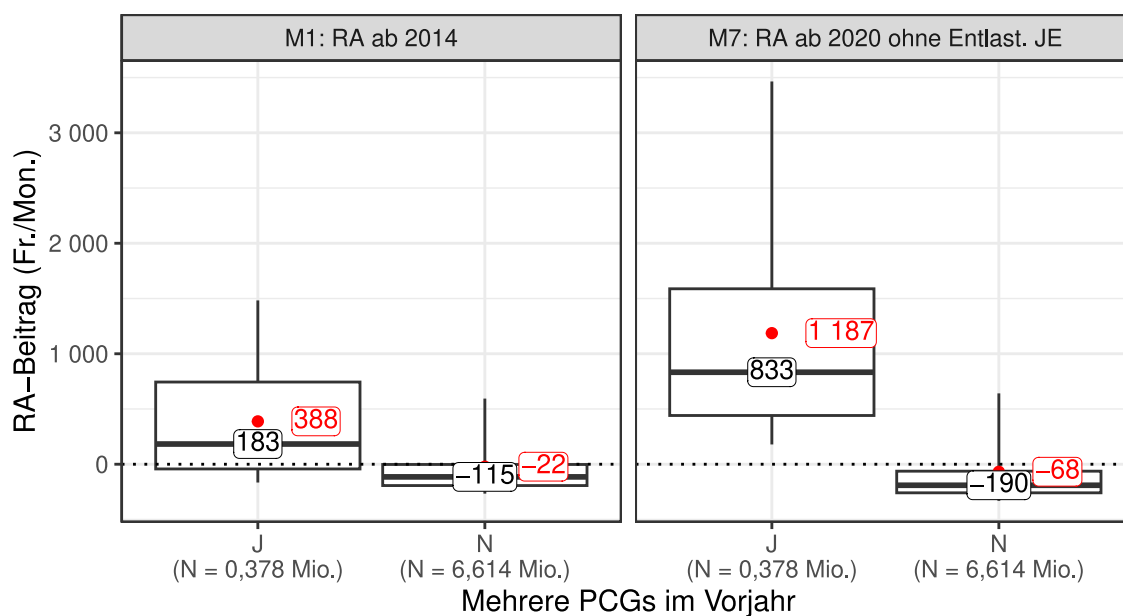 M1: RA ab 2014
M7: RA ab 2020 ohne Entlast. JE
RA−Beitrag (Fr./Mon.)
3 000
2 000
1 000
0
388
183
−22
−115
1 187
833
−68
−190
J
(N = 0,378 Mio.)
N
(N = 6,614 Mio.)
J
(N = 0,378 Mio.)
N
(N = 6,614 Mio.)
Mehrere PCGs im Vorjahr